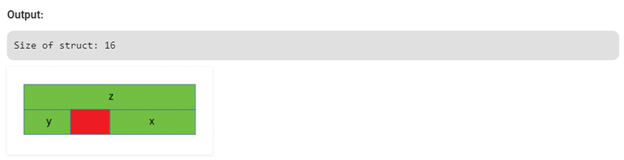 Output:
Size of struct: 16
z
y x